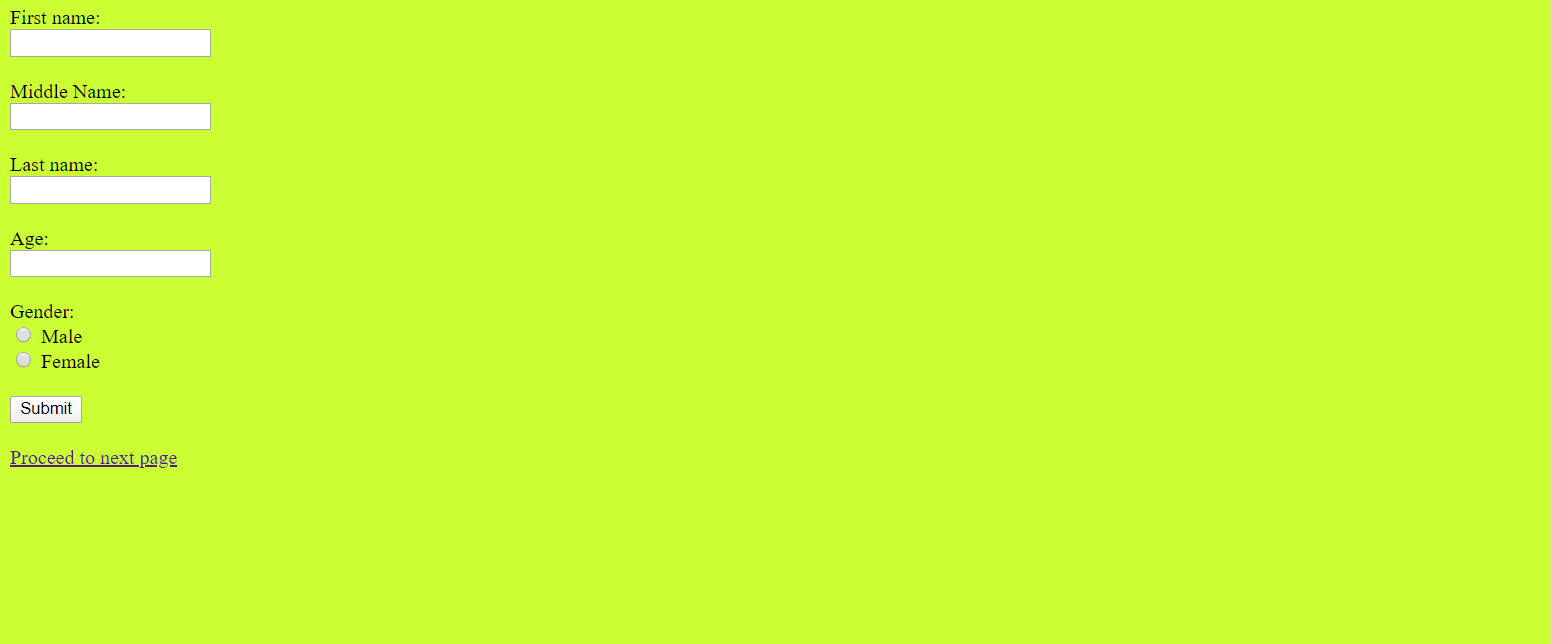 First name:
Middle Name:
Last name:
Age:
Gender:
Male
Female
Submit
Proceed to next page